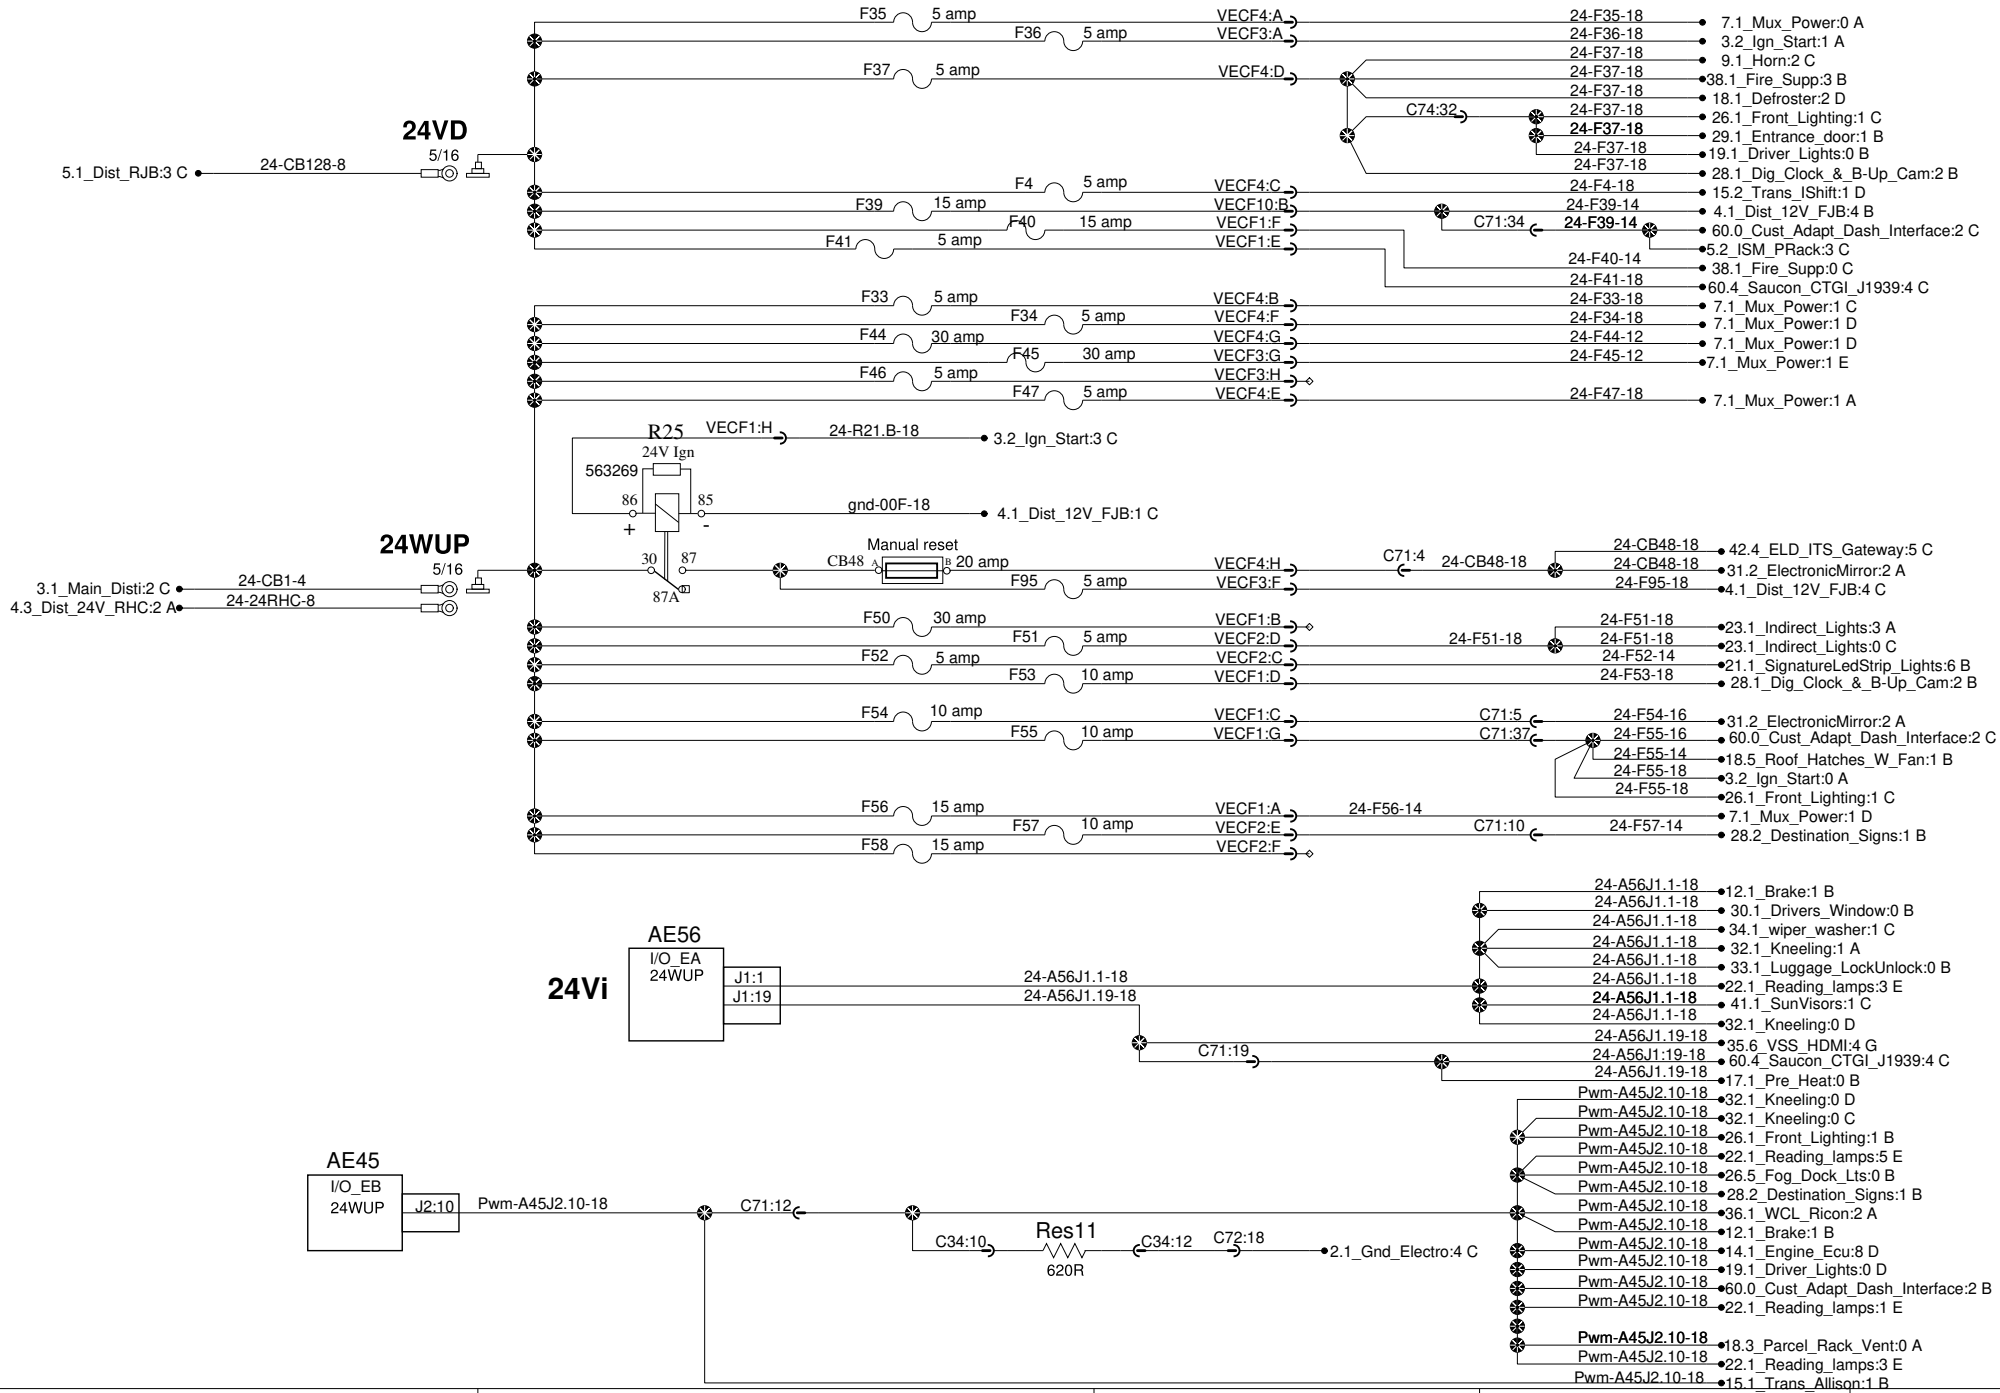 F35 5 amp VECF4:A 24-F35-18 7.1_Mux_Power:0 A
F36 5 amp VECF3:A 24-F36-18 3.2_Ign_Start:1 A
24-F37-18 9.1_Horn:2 C
F37 5 amp VECF4:D 24-F37-18 38.1_Fire_Supp:3 B
24-F37-18 18.1_Defroster:2 D
C74:32 24-F37-18 26.1_Front_Lighting:1 C
24VD 24-F37-18 29.1_Entrance_door:1 B
5/16 24-F37-18 19.1_Driver_Lights:0 B
5.1_Dist_RJB:3 C 24-CB128-8 24-F37-18 28.1_Dig_Clock_&_B-Up_Cam:2 B
F4 5 amp VECF4:C 24-F4-18 15.2_Trans_IShift:1 D
F39 15 amp VECF10:B 24-F39-14 4.1_Dist_12V_FJB:4 B
F40 15 amp VECF1:F C71:34 24-F39-14 60.0_Cust_Adapt_Dash_Interface:2 C
F41 5 amp VECF1:E 5.2_ISM_PRack:3 C
24-F40-14 38.1_Fire_Supp:0 C
24-F41-18 60.4_Saucon_CTGI_J1939:4 C
F33 5 amp VECF4:B 24-F33-18 7.1_Mux_Power:1 C
F34 5 amp VECF4:F 24-F34-18 7.1_Mux_Power:1 D
F44 30 amp VECF4:G 24-F44-12 7.1_Mux_Power:1 D
F45 30 amp VECF3:G 24-F45-12 7.1_Mux_Power:1 E
F46 5 amp VECF3:H
F47 5 amp VECF4:E 24-F47-18 7.1_Mux_Power:1 A
R25 VECF1:H 24-R21.B-18 3.2_Ign_Start:3 C
24V Ign
563269
86 85 gnd-00F-18 4.1_Dist_12V_FJB:1 C
+ -
24WUP Manual reset 24-CB48-18 42.4_ELD_ITS_Gateway:5 C
5/16 30 87 CB48 A B 20 amp VECF4:H C71:4 24-CB48-18 24-CB48-18 31.2_ElectronicMirror:2 A
3.1_Main_Disti:2 C 24-CB1-4 87A F95 5 amp VECF3:F 24-F95-18 4.1_Dist_12V_FJB:4 C
4.3_Dist_24V_RHC:2 A 24-24RHC-8
F50 30 amp VECF1:B 24-F51-18 23.1_Indirect_Lights:3 A
F51 5 amp VECF2:D 24-F51-18 24-F51-18 23.1_Indirect_Lights:0 C
F52 5 amp VECF2:C 24-F52-14 21.1_SignatureLedStrip_Lights:6 B
F53 10 amp VECF1:D 24-F53-18 28.1_Dig_Clock_&_B-Up_Cam:2 B
F54 10 amp VECF1:C C71:5 24-F54-16 31.2_ElectronicMirror:2 A
F55 10 amp VECF1:G C71:37 24-F55-16 60.0_Cust_Adapt_Dash_Interface:2 C
24-F55-14 18.5_Roof_Hatches_W_Fan:1 B
24-F55-18 3.2_Ign_Start:0 A
24-F55-18 26.1_Front_Lighting:1 C
F56 15 amp VECF1:A 24-F56-14 7.1_Mux_Power:1 D
F57 10 amp VECF2:E C71:10 24-F57-14 28.2_Destination_Signs:1 B
F58 15 amp VECF2:F
24-A56J1.1-18 12.1_Brake:1 B
24-A56J1.1-18 30.1_Drivers_Window:0 B
AE56 24-A56J1.1-18 34.1_wiper_washer:1 C
I/O_EA 24-A56J1.1-18 32.1_Kneeling:1 A
24WUP 24-A56J1.1-18 33.1_Luggage_LockUnlock:0 B
24Vi J1:1 24-A56J1.1-18 24-A56J1.1-18 22.1_Reading_lamps:3 E
J1:19 24-A56J1.19-18 24-A56J1.1-18 41.1_SunVisors:1 C
24-A56J1.1-18 32.1_Kneeling:0 D
24-A56J1.19-18 35.6_VSS_HDMI:4 G
C71:19 24-A56J1:19-18 60.4_Saucon_CTGI_J1939:4 C
24-A56J1.19-18 17.1_Pre_Heat:0 B
Pwm-A45J2.10-18 32.1_Kneeling:0 D
Pwm-A45J2.10-18 32.1_Kneeling:0 C
Pwm-A45J2.10-18 26.1_Front_Lighting:1 B
AE45 Pwm-A45J2.10-18 22.1_Reading_lamps:5 E
I/O_EB Pwm-A45J2.10-18 26.5_Fog_Dock_Lts:0 B
24WUP Pwm-A45J2.10-18 28.2_Destination_Signs:1 B
J2:10 Pwm-A45J2.10-18 C71:12 Pwm-A45J2.10-18 36.1_WCL_Ricon:2 A
Res11 Pwm-A45J2.10-18 12.1_Brake:1 B
C34:10 C34:12 C72:18 2.1_Gnd_Electro:4 C Pwm-A45J2.10-18 14.1_Engine_Ecu:8 D
620R Pwm-A45J2.10-18 19.1_Driver_Lights:0 D
Pwm-A45J2.10-18 60.0_Cust_Adapt_Dash_Interface:2 B
Pwm-A45J2.10-18 22.1_Reading_lamps:1 E
Pwm-A45J2.10-18 18.3_Parcel_Rack_Vent:0 A
Pwm-A45J2.10-18 22.1_Reading_lamps:3 E
Pwm-A45J2.10-18 15.1_Trans_Allison:1 B